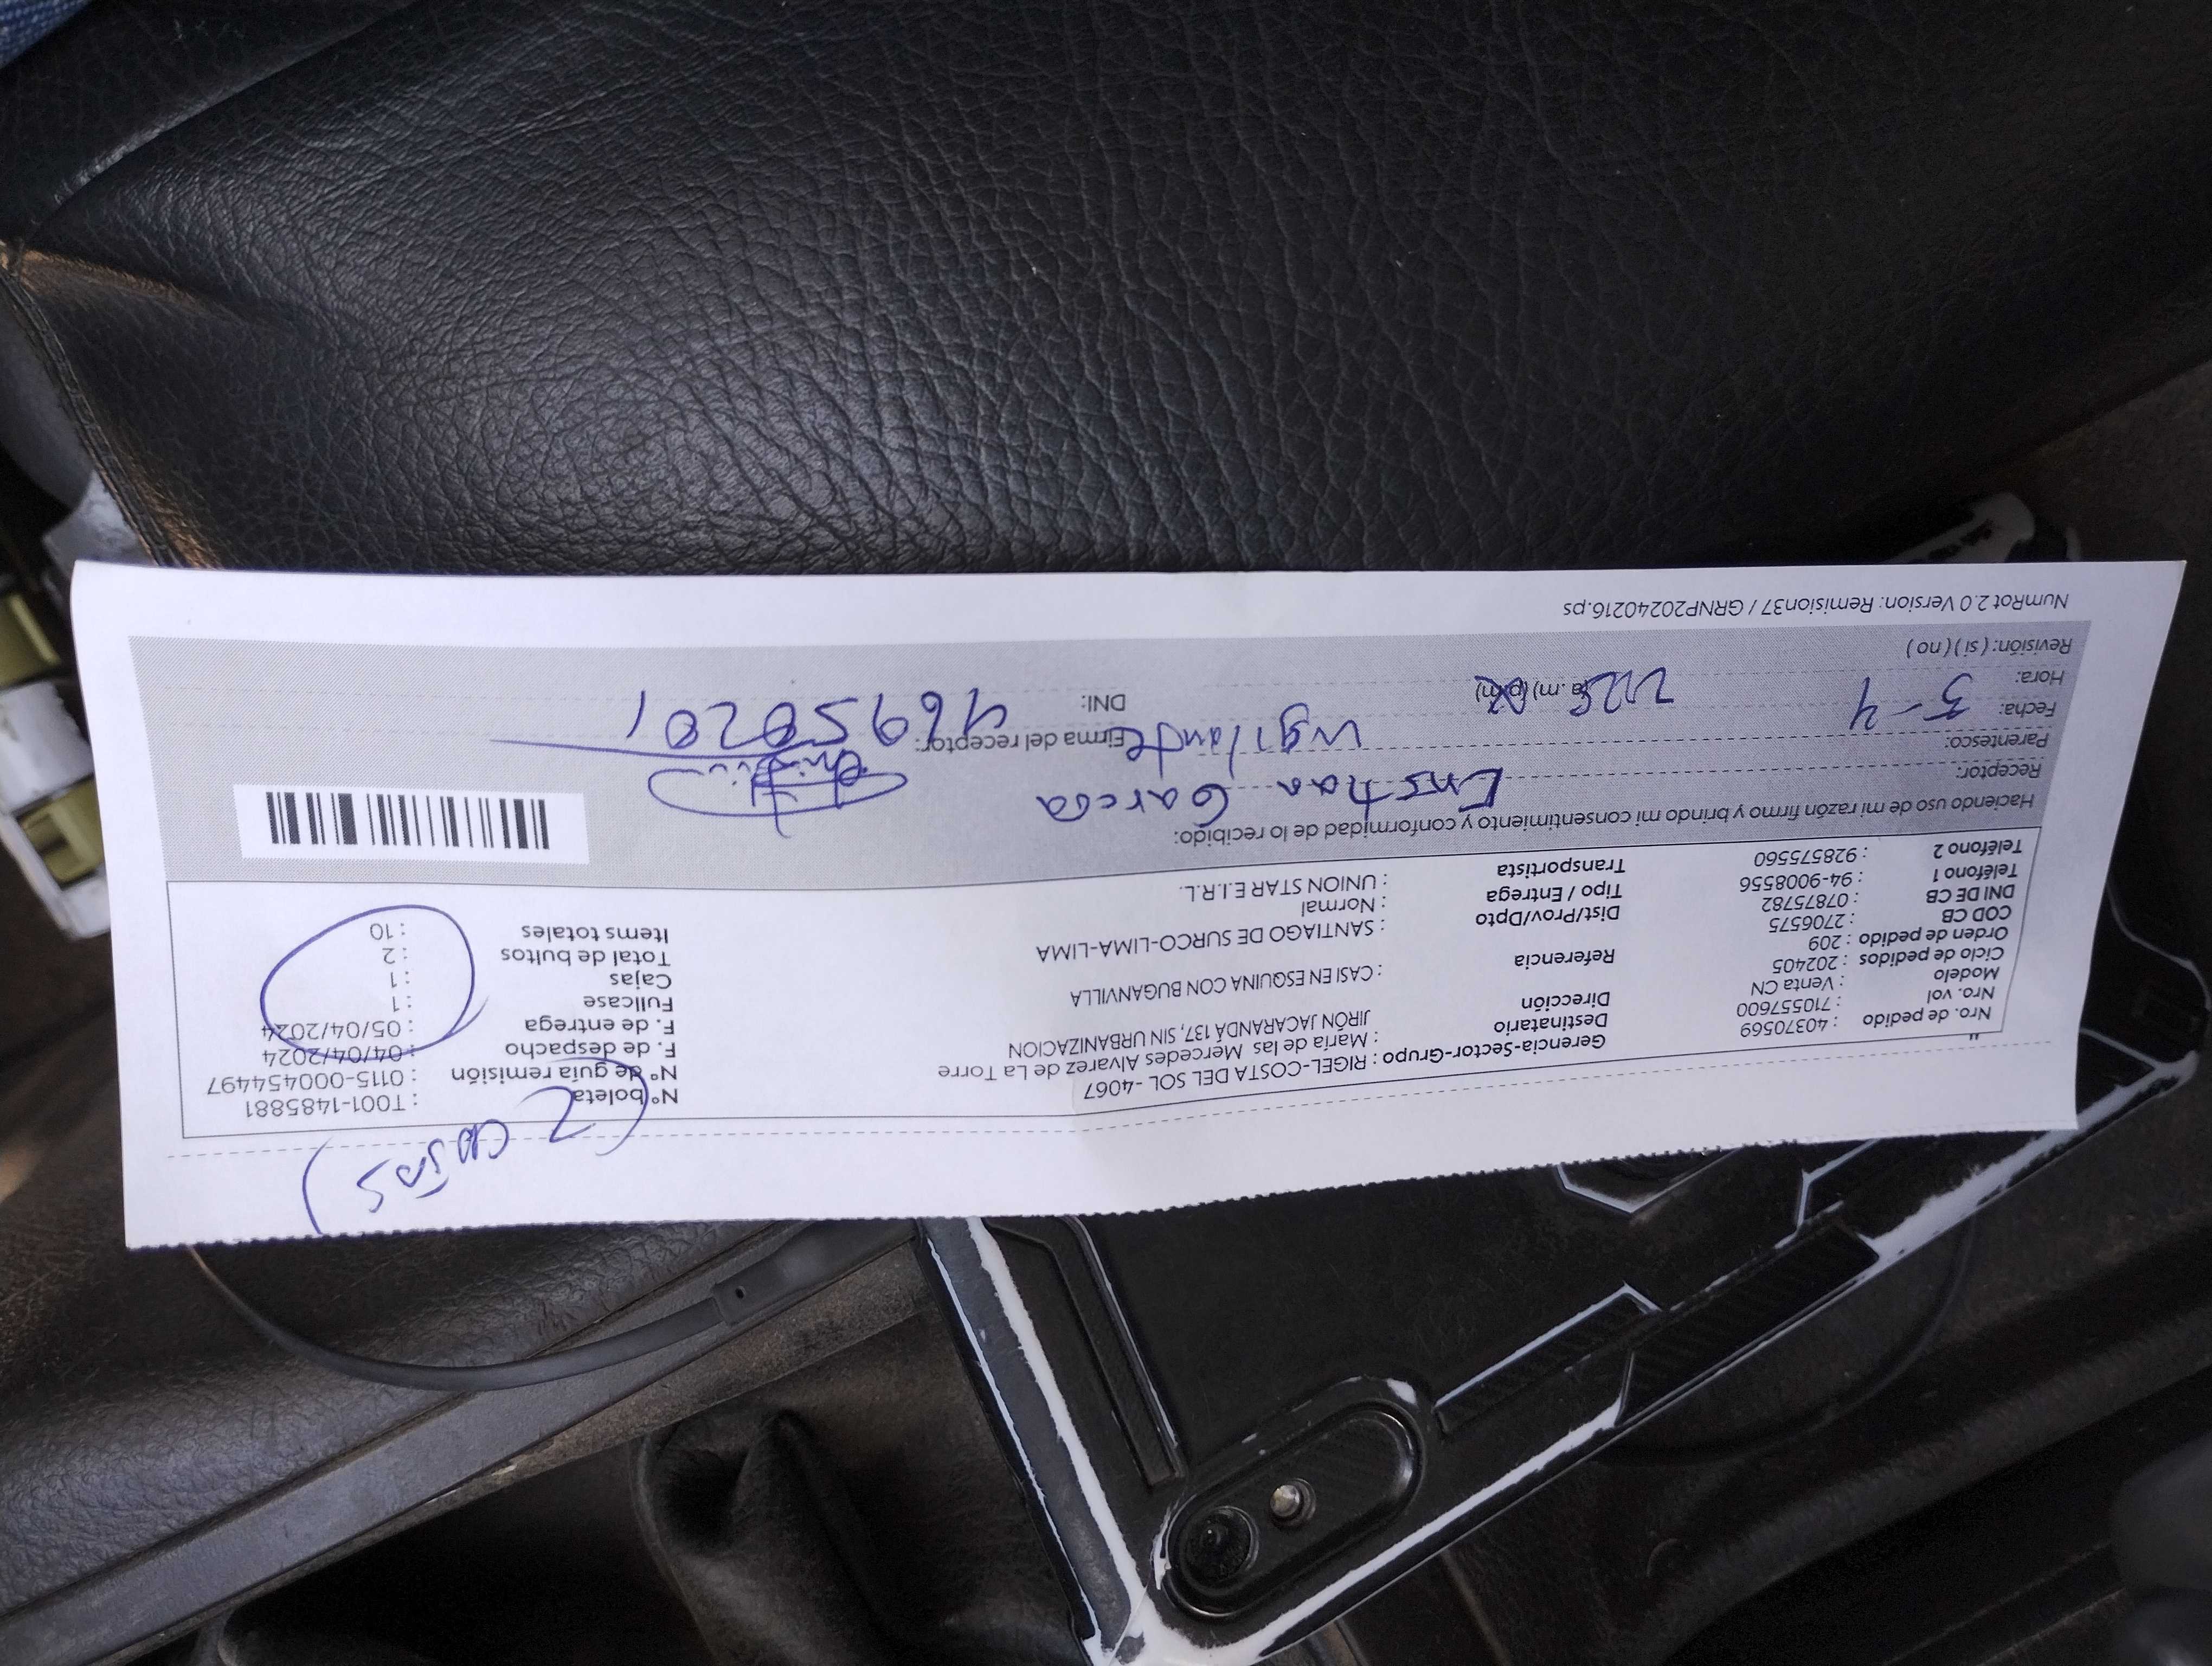 (2 cajas)
Nro. de pedido : 40370569
Nro. vol : 710557600
Modelo : Venta CN
Ciclo de pedidos : 202405
Orden de pedido : 209
COD CB : 2706575
DNI DE CB : 07875782
Teléfono 1 : 94-9008556
Teléfono 2 : 928575560
Gerencia-Sector-Grupo : RIGEL-COSTA DEL SOL -4067
Destinatario : María de las Mercedes Alvarez de La Torre
Dirección JIRÓN JACARANDÁ 137, SIN URBANIZACION
Referencia : CASI EN ESQUINA CON BUGANVILLA
Dist/Prov/Dpto : SANTIAGO DE SURCO-LIMA-LIMA
Tipo / Entrega : Normal
Transportista : UNION STAR E.I.R.L.
N° boleta : T001-1485881
N° de guía remisión : 0115-000454497
F. de despacho : 04/04/2024
F. de entrega : 05/04/2024
Fullcase : 1
Cajas : 1
Total de bultos : 2
Items totales : 10
Haciendo uso de mi razón firmo y brindo mi consentimiento y conformidad de lo recibido:
Receptor: Garcia
Parentesco: vigilante
Firma del receptor:
Fecha: 5-4
Hora: (a.m) (p.m)
DNI: 46950201
Revisión: ( si ) ( no )
NumRot 2.0 Version: Remision37 / GRNP20240216.ps